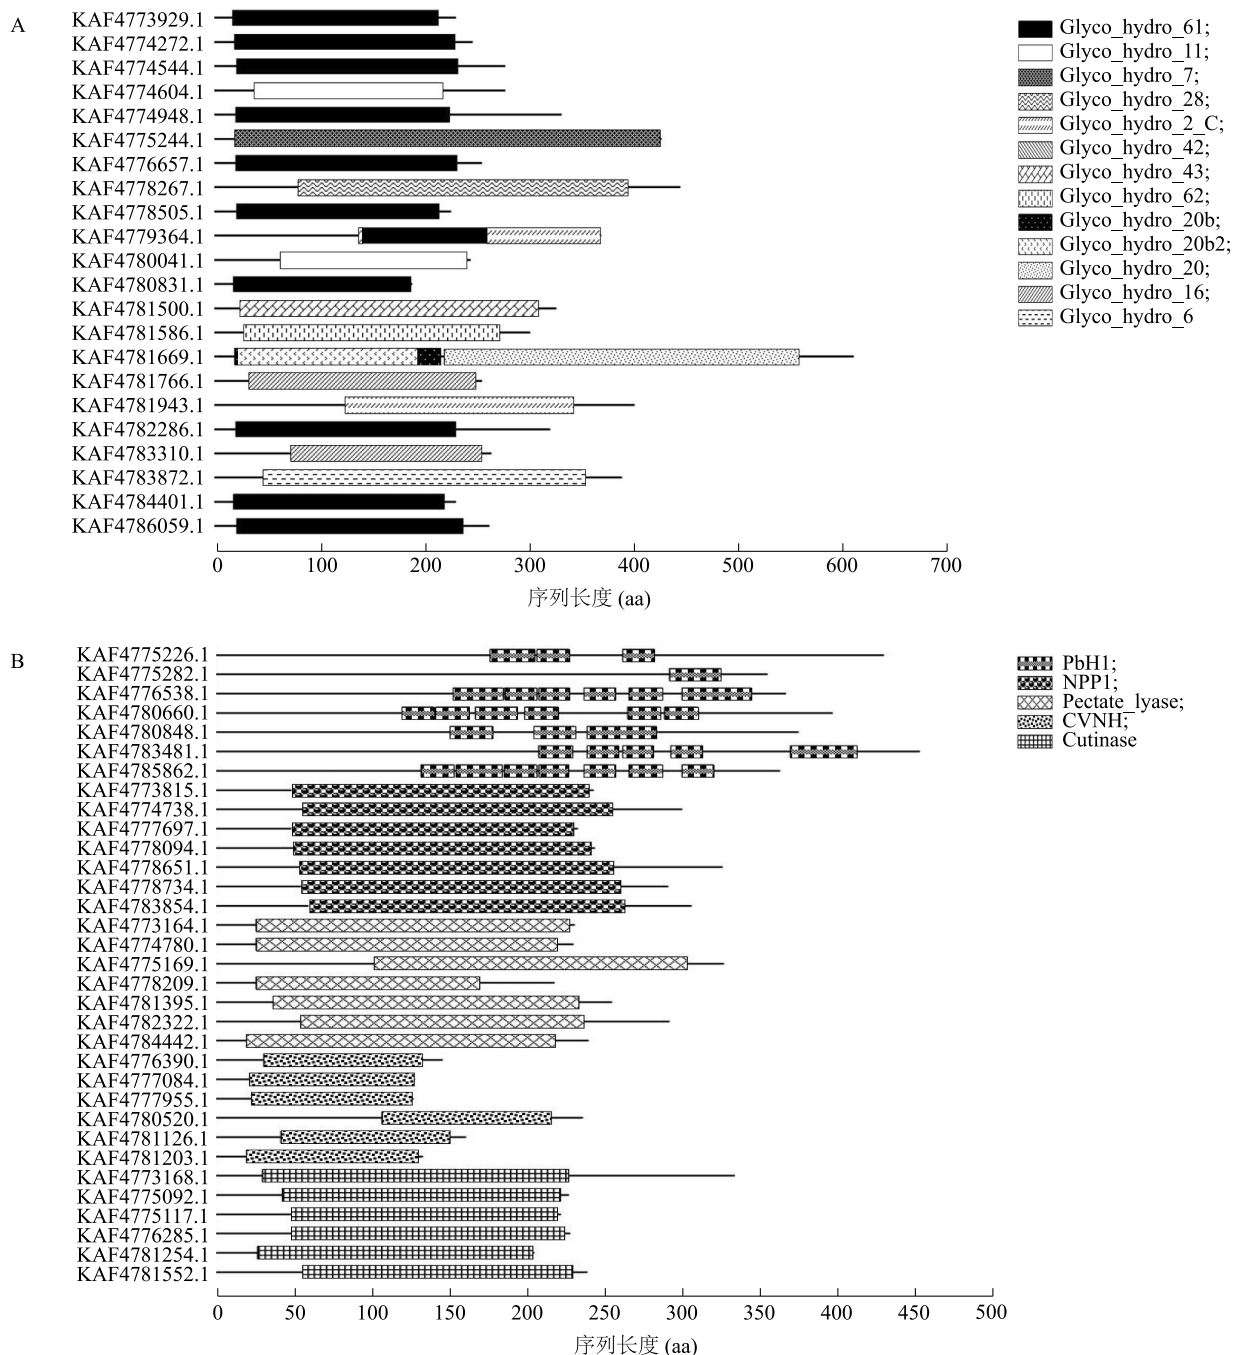 A
KAF4773929.1
KAF4774272.1
KAF4774544.1
KAF4774604.1
KAF4774948.1
KAF4775244.1
KAF4776657.1
KAF4778267.1
KAF4778505.1
KAF4779364.1
KAF4780041.1
KAF4780831.1
KAF4781500.1
KAF4781586.1
KAF4781669.1
KAF4781766.1
KAF4781943.1
KAF4782286.1
KAF4783310.1
KAF4783872.1
KAF4784401.1
KAF4786059.1
0 100 200 300 400 500 600 700
序列长度 (aa)
Glyco_hydro_61;
Glyco_hydro_11;
Glyco_hydro_7;
Glyco_hydro_28;
Glyco_hydro_2_C;
Glyco_hydro_42;
Glyco_hydro_43;
Glyco_hydro_62;
Glyco_hydro_20b;
Glyco_hydro_20b2;
Glyco_hydro_20;
Glyco_hydro_16;
Glyco_hydro_6
B
KAF4775226.1
KAF4775282.1
KAF4776538.1
KAF4780660.1
KAF4780848.1
KAF4783481.1
KAF4785862.1
KAF4773815.1
KAF4774738.1
KAF4777697.1
KAF4778094.1
KAF4778651.1
KAF4778734.1
KAF4783854.1
KAF4773164.1
KAF4774780.1
KAF4775169.1
KAF4778209.1
KAF4781395.1
KAF4782322.1
KAF4784442.1
KAF4776390.1
KAF4777084.1
KAF4777955.1
KAF4780520.1
KAF4781126.1
KAF4781203.1
KAF4773168.1
KAF4775092.1
KAF4775117.1
KAF4776285.1
KAF4781254.1
KAF4781552.1
0 50 100 150 200 250 300 350 400 450 500
序列长度 (aa)
PbH1;
NPP1;
Pectate_lyase;
CVNH;
Cutinase